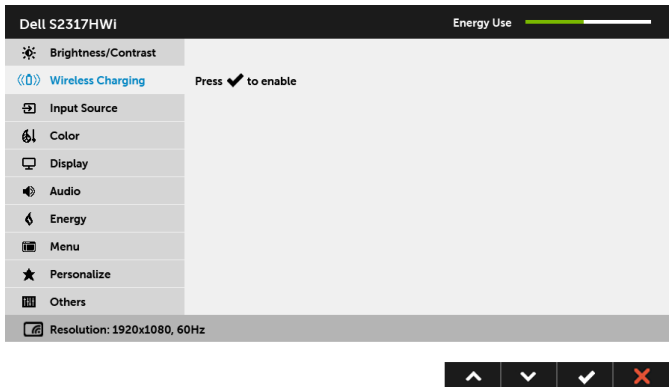 Dell S2317HWi
Energy Use
Brightness/Contrast
Wireless Charging
Press ✔ to enable
Input Source
Color
Display
Audio
Energy
Menu
Personalize
Others
Resolution: 1920x1080, 60Hz